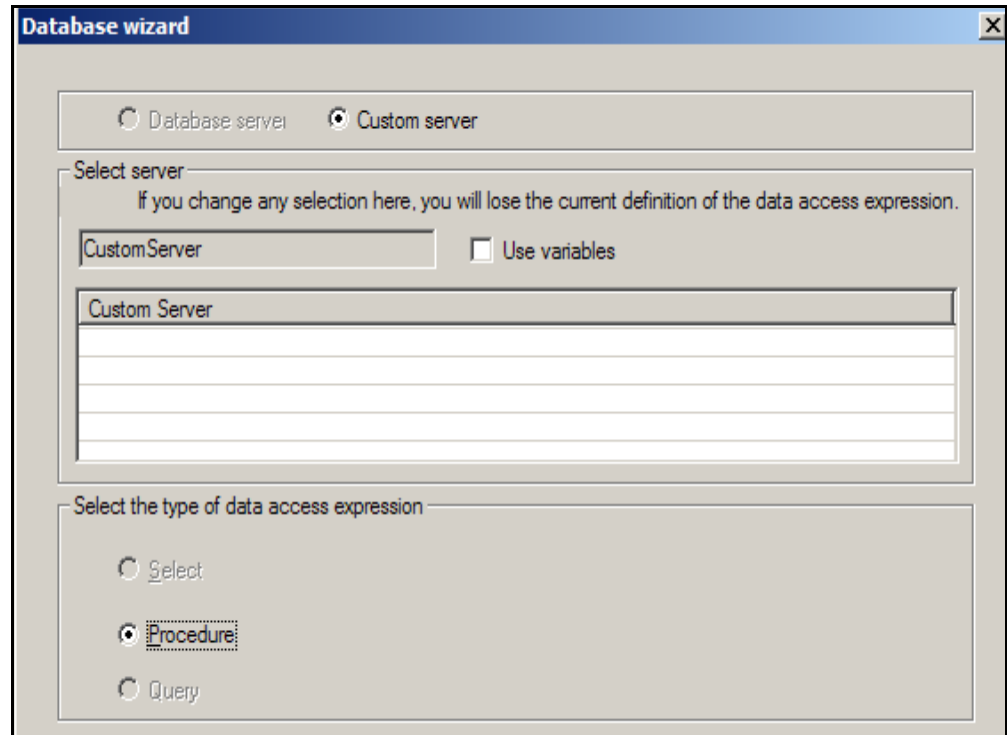 Database wizard
Database server
Custom server
Select server
If you change any selection here, you will lose the current definition of the data access expression.
CustomServer
Use variables
Custom Server
Select the type of data access expression
Select
Procedure
Query